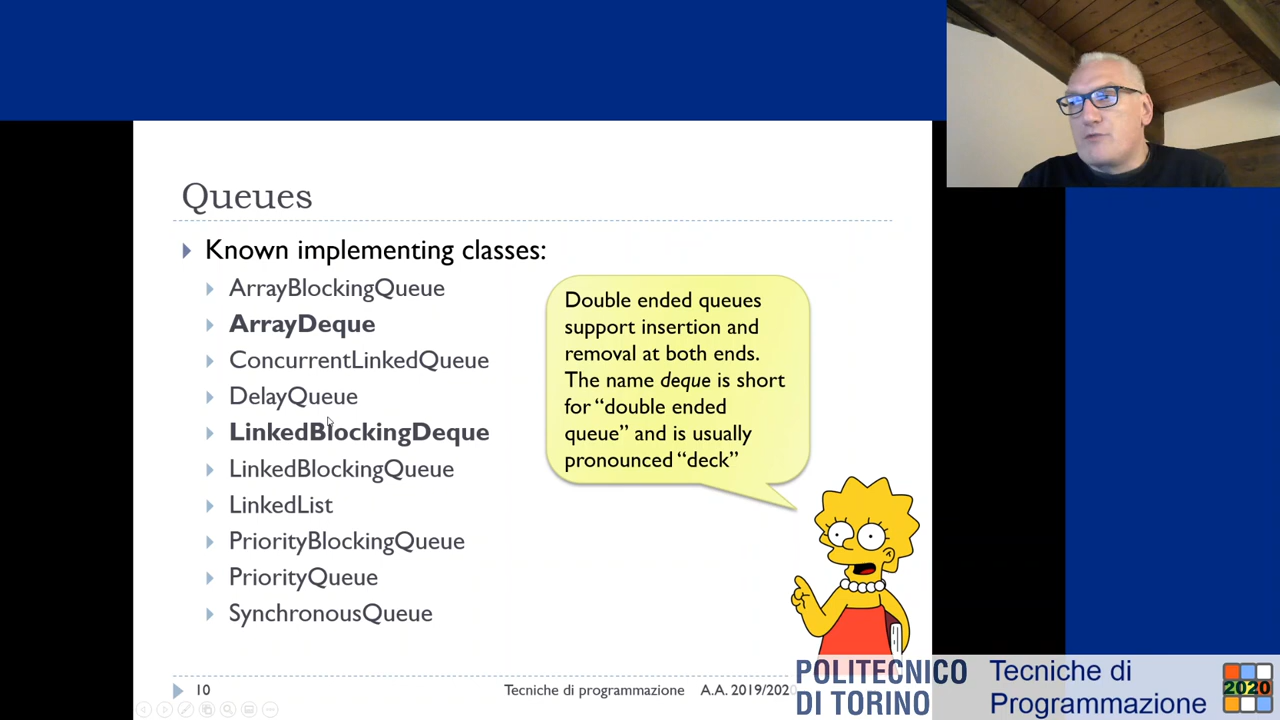 Queues
Known implementing classes:
ArrayBlockingQueue
ArrayDeque
ConcurrentLinkedQueue
DelayQueue
LinkedBlockingDeque
LinkedBlockingQueue
LinkedList
PriorityBlockingQueue
PriorityQueue
SynchronousQueue
Double ended queues
support insertion and
removal at both ends.
The name deque is short
for “double ended
queue” and is usually
pronounced “deck”
10
Tecniche di programmazione A.A. 2019/2020
POLITECNICO
DI TORINO
Tecniche di
Programmazione
2020